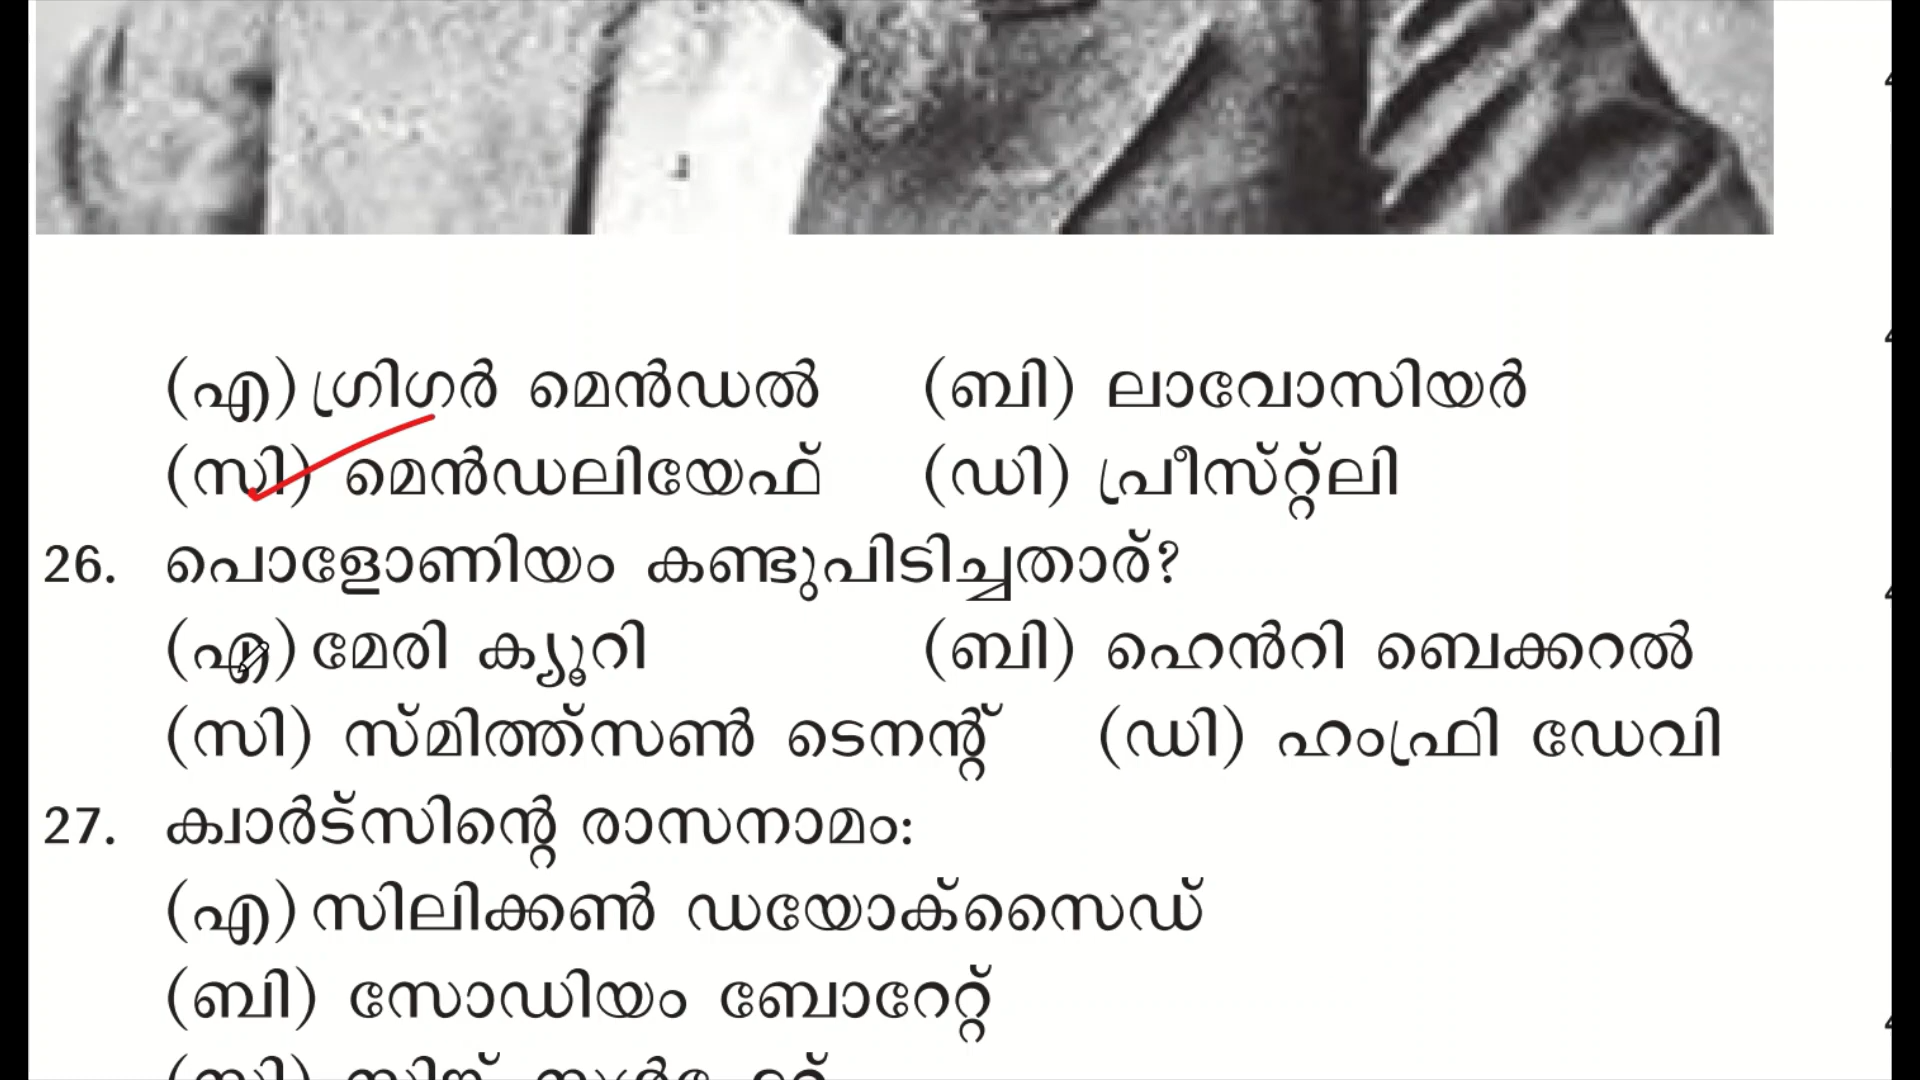 (എ) ഗ്രിഗർ മെൻഡൽ (ബി) ലാവോസിയർ
(സി) മെൻഡലിയേഫ് (ഡി) പ്രീസ്റ്റ്‌ലി
26. പൊളോണിയം കണ്ടുപിടിച്ചതാര്?
(എ) മേരി ക്യൂറി (ബി) ഹെൻറി ബെക്കറൽ
(സി) സ്മിത്ത്സൺ ടെനന്റ് (ഡി) ഹംഫ്രി ഡേവി
27. ക്വാർട്സിന്റെ രാസനാമം:
(എ) സിലിക്കൺ ഡയോക്സൈഡ്
(ബി) സോഡിയം ബോറേറ്റ്